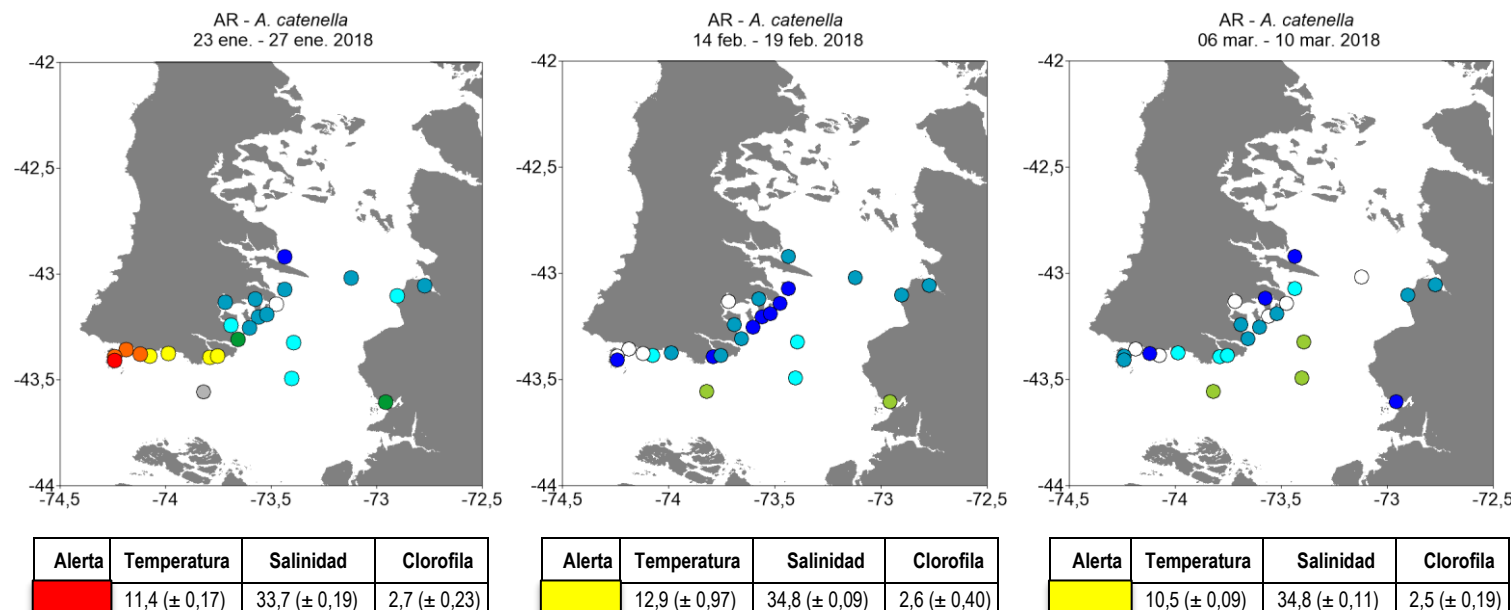 AR - A. catenella
23 ene. - 27 ene. 2018
-42
-42,5
-43
-43,5
-44
-74,5
-74
-73,5
-73
-72,5
Alerta Temperatura Salinidad Clorofila
11,4 (± 0,17) 33,7 (± 0,19) 2,7 (± 0,23)
AR - A. catenella
14 feb. - 19 feb. 2018
-42
-42,5
-43
-43,5
-44
-74,5
-74
-73,5
-73
-72,5
Alerta Temperatura Salinidad Clorofila
12,9 (± 0,97) 34,8 (± 0,09) 2,6 (± 0,40)
AR - A. catenella
06 mar. - 10 mar. 2018
-42
-42,5
-43
-43,5
-44
-74,5
-74
-73,5
-73
-72,5
Alerta Temperatura Salinidad Clorofila
10,5 (± 0,09) 34,8 (± 0,11) 2,5 (± 0,19)